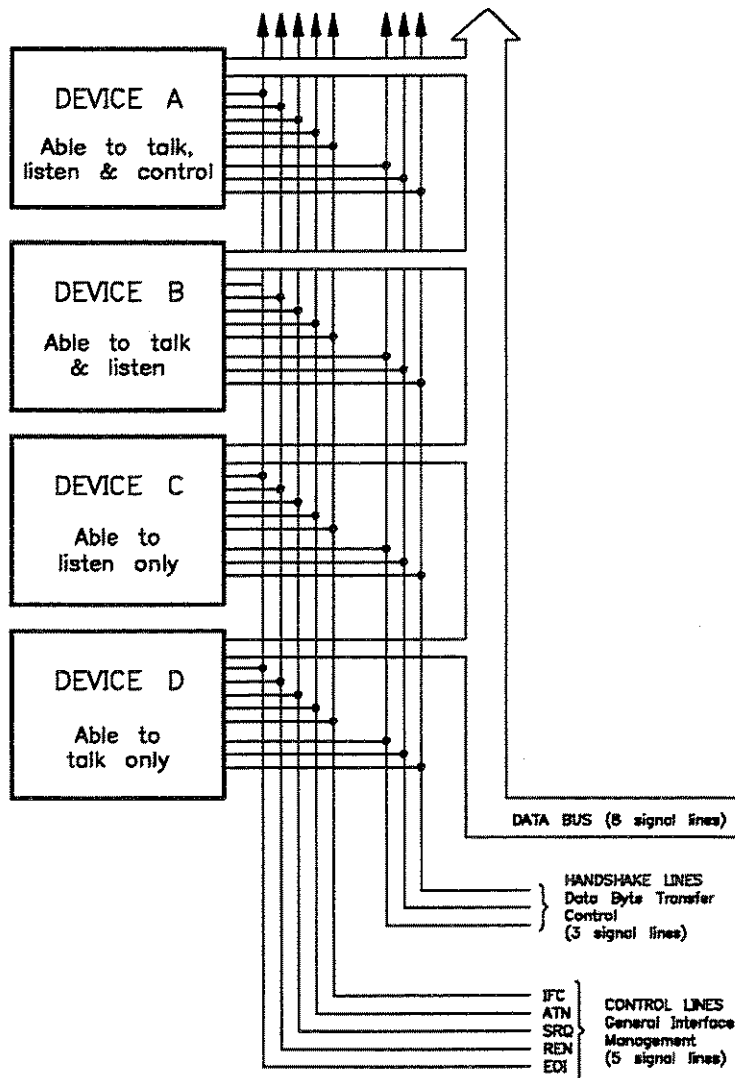 DEVICE A
Able to talk,
listen & control
DEVICE B
Able to talk
& listen
DEVICE C
Able to
listen only
DEVICE D
Able to
talk only
DATA BUS (8 signal lines)
HANDSHAKE LINES
Data Byte Transfer
Control
(3 signal lines)
IFC
ATN
SRQ
REN
EOI
CONTROL LINES
General Interface
Management
(5 signal lines)